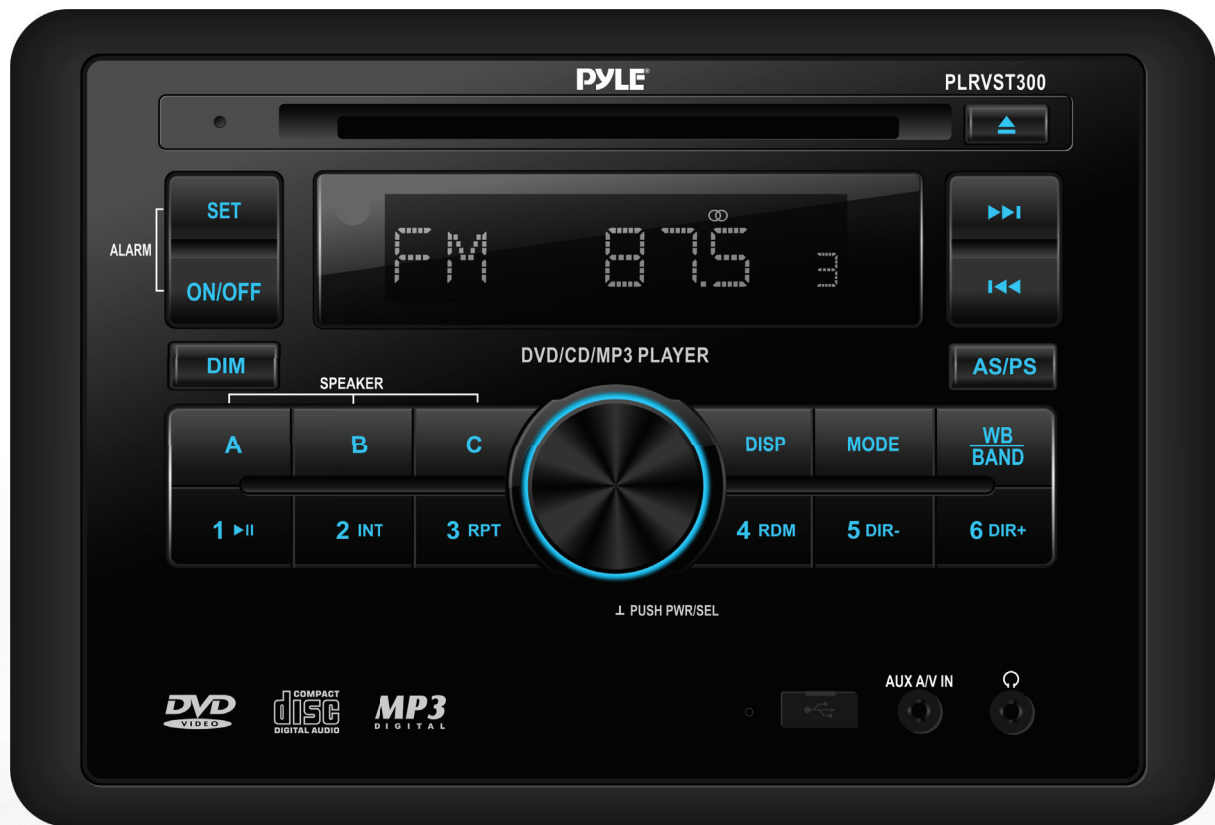 PYLE®
PLRVST300
SET
ALARM
ON/OFF
FM 87.5 3
DIM
DVD/CD/MP3 PLAYER
AS/PS
SPEAKER
A B C
DISP MODE WB
BAND
1 2 INT 3 RPT
4 RDM 5 DIR- 6 DIR+
PUSH PWR/SEL
AUX A/V IN
DVD
VIDEO
COMPACT
disc
DIGITAL AUDIO
MP3
DIGITAL